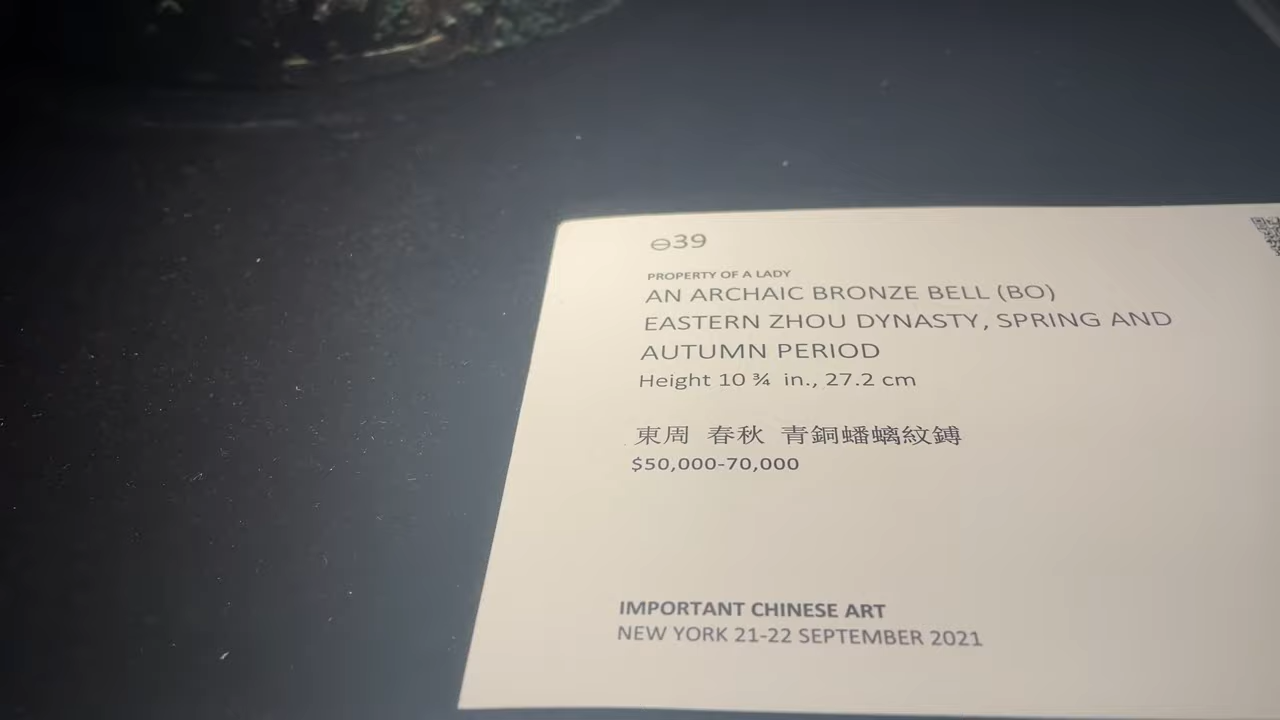 ⊖39
PROPERTY OF A LADY
AN ARCHAIC BRONZE BELL (BO)
EASTERN ZHOU DYNASTY, SPRING AND
AUTUMN PERIOD
Height 10 ¾ in., 27.2 cm
東周 春秋 青銅蟠螭紋鎛
$50,000-70,000
IMPORTANT CHINESE ART
NEW YORK 21-22 SEPTEMBER 2021